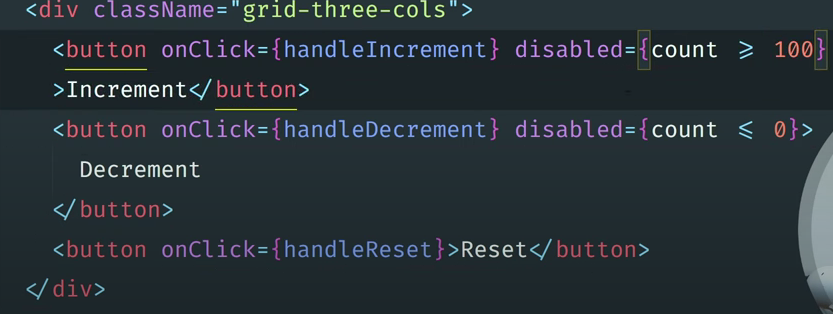 <div className="grid-three-cols">
<button onClick={handleIncrement} disabled={count >= 100}
>Increment</button>
<button onClick={handleDecrement} disabled={count <= 0}>
Decrement
</button>
<button onClick={handleReset}>Reset</button>
</div>